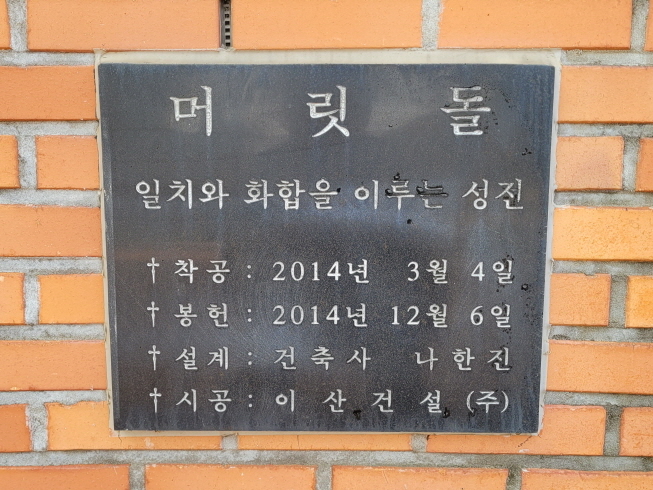 머릿돌
일치와 화합을 이루는 성진
†착공: 2014년 3월 4일
†봉헌: 2014년 12월 6일
†설계: 건축사 나한진
†시공: 이산건설(주)